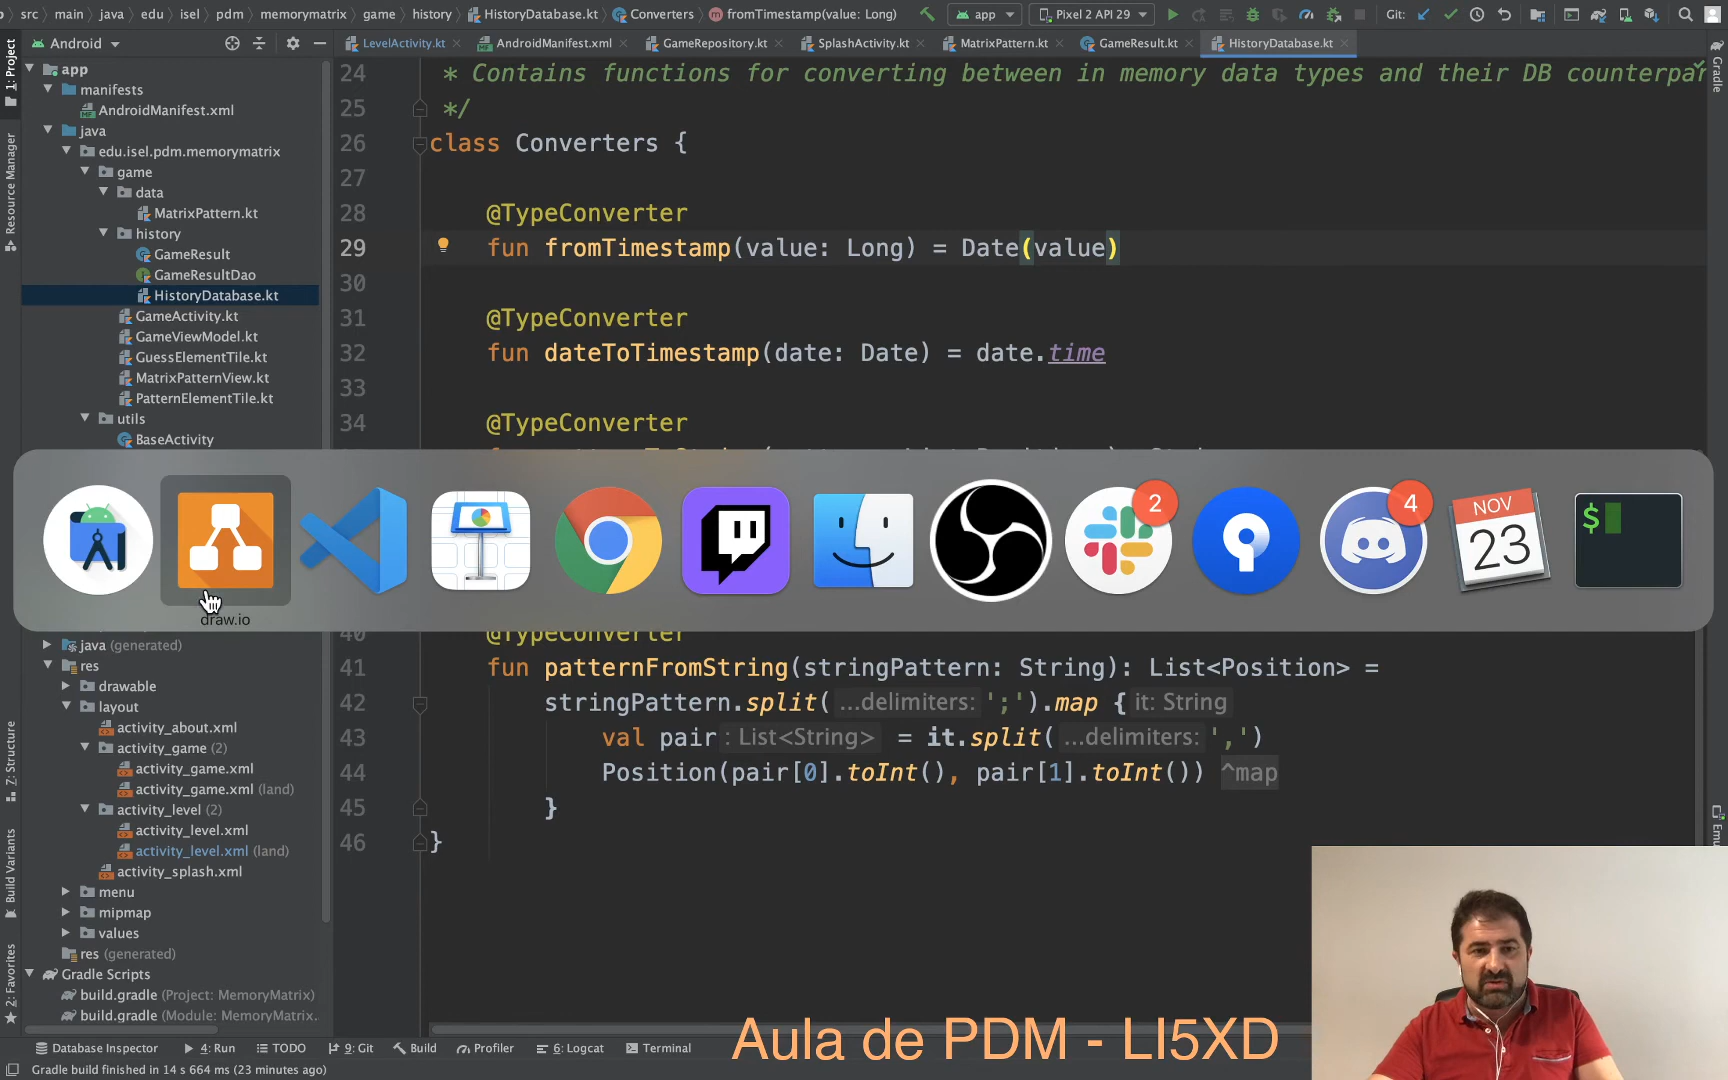 src main java edu isel pdm memorymatrix game history HistoryDatabase.kt Converters fromTimestamp(value: Long) app Pixel 2 API 29 Git:
Android
LevelActivity.kt AndroidManifest.xml GameRepository.kt SplashActivity.kt MatrixPattern.kt GameResult.kt HistoryDatabase.kt
1: Project
Resource Manager
Z: Structure
Build Variants
2: Favorites
Gradle
Emu
app
manifests
AndroidManifest.xml
java
edu.isel.pdm.memorymatrix
game
data
MatrixPattern.kt
history
GameResult
GameResultDao
HistoryDatabase.kt
GameActivity.kt
GameViewModel.kt
GuessElementTile.kt
MatrixPatternView.kt
PatternElementTile.kt
utils
BaseActivity
java (generated)
res
drawable
layout
activity_about.xml
activity_game (2)
activity_game.xml
activity_game.xml (land)
activity_level (2)
activity_level.xml
activity_level.xml (land)
activity_splash.xml
menu
mipmap
values
res (generated)
Gradle Scripts
build.gradle (Project: MemoryMatrix)
build.gradle (Module: MemoryMatrix.
24 * Contains functions for converting between in memory data types and their DB counterpar
25 */
26 class Converters {
27
28 @TypeConverter
29 fun fromTimestamp(value: Long) = Date(value)
30
31 @TypeConverter
32 fun dateToTimestamp(date: Date) = date.time
33
34 @TypeConverter
2
4
NOV
23
$
draw.io
40 @TypeConverter
41 fun patternFromString(stringPattern: String): List<Position> =
42 stringPattern.split( ...delimiters: ';').map { it: String
43 val pair : List<String> = it.split( ...delimiters: ',')
44 Position(pair[0].toInt(), pair[1].toInt()) ^map
45 }
46 }
Aula de PDM - LI5XD
Database Inspector 4: Run TODO 9: Git Build Profiler 6: Logcat Terminal
Gradle build finished in 14 s 664 ms (23 minutes ago)